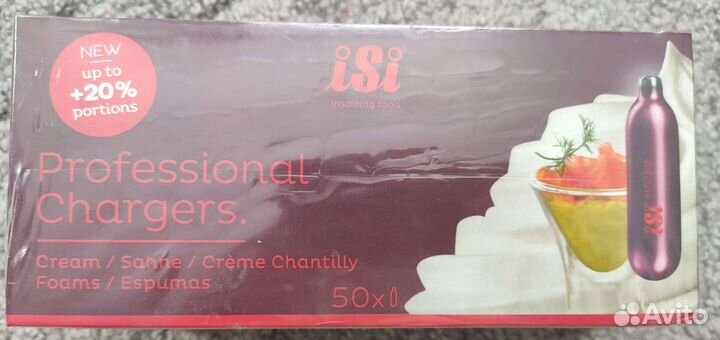 NEW
up to
+20%
portions
iSi
inspiring food
Professional
Chargers.
Cream / Sahne / Crème Chantilly
Foams / Espumas
50x
iSi AUSTRIA
Avito